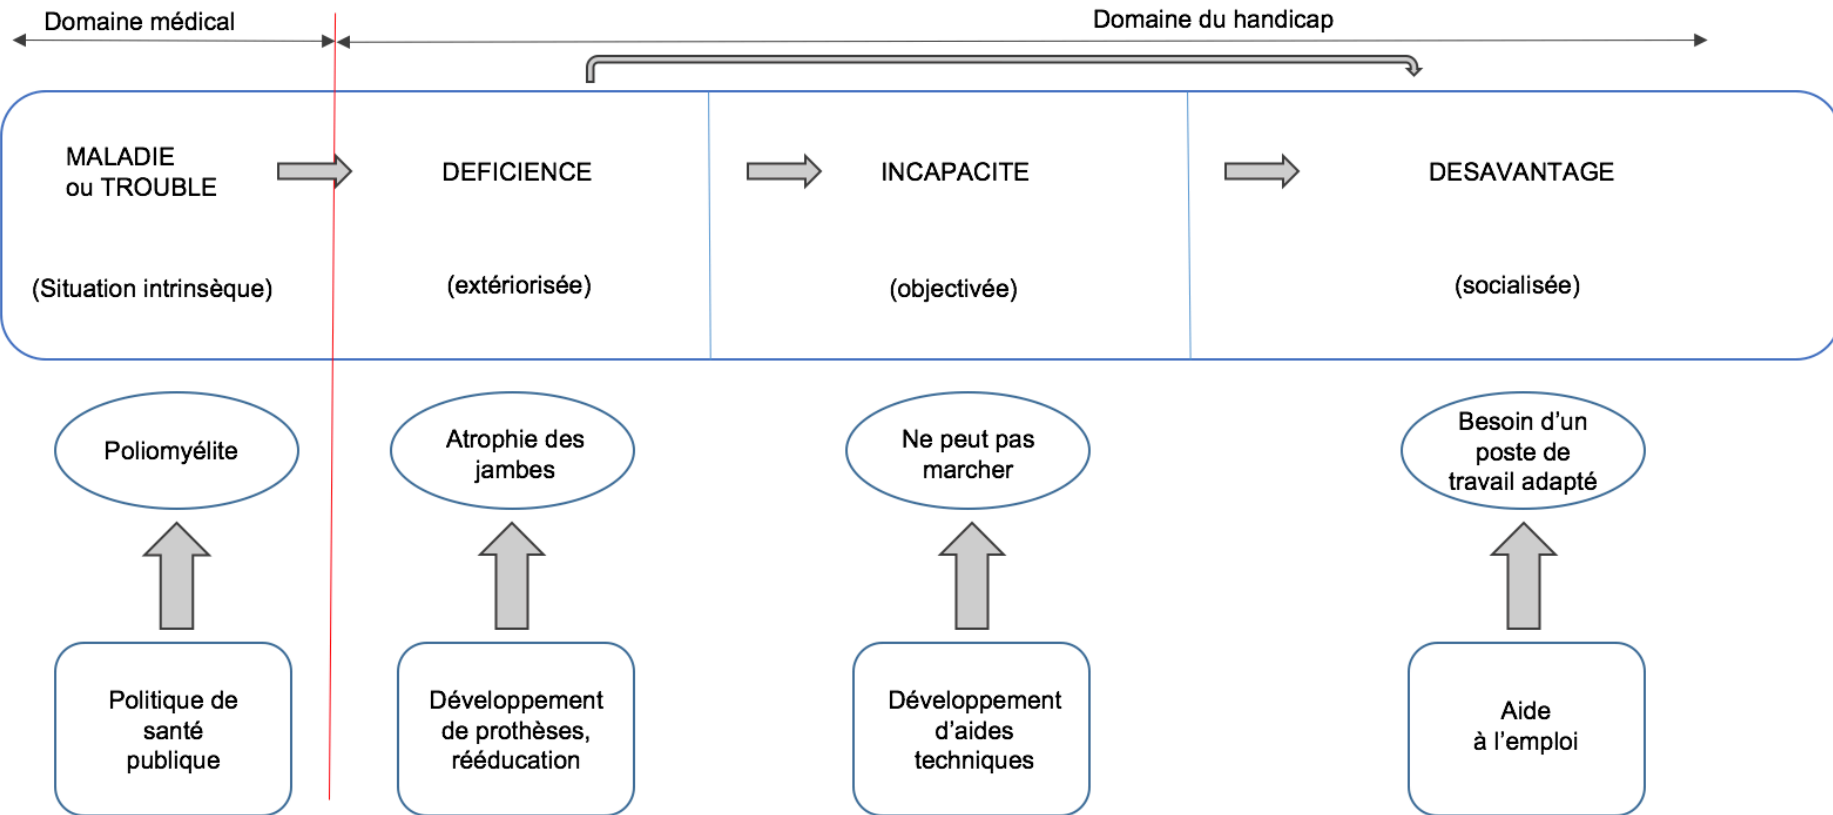 Domaine médical
Domaine du handicap
MALADIE
ou TROUBLE
DEFICIENCE
INCAPACITE
DESAVANTAGE
(Situation intrinsèque)
(extériorisée)
(objectivée)
(socialisée)
Poliomyélite
Atrophie des
jambes
Ne peut pas
marcher
Besoin d’un
poste de
travail adapté
Politique de
santé
publique
Développement
de prothèses,
rééducation
Développement
d’aides
techniques
Aide
à l’emploi